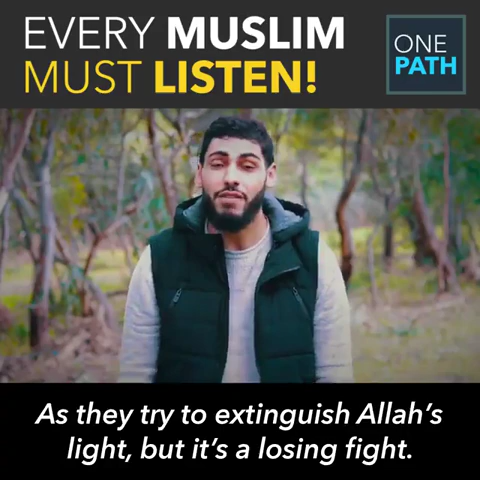 EVERY MUSLIM
MUST LISTEN!
ONE
PATH
As they try to extinguish Allah's
light, but it's a losing fight.